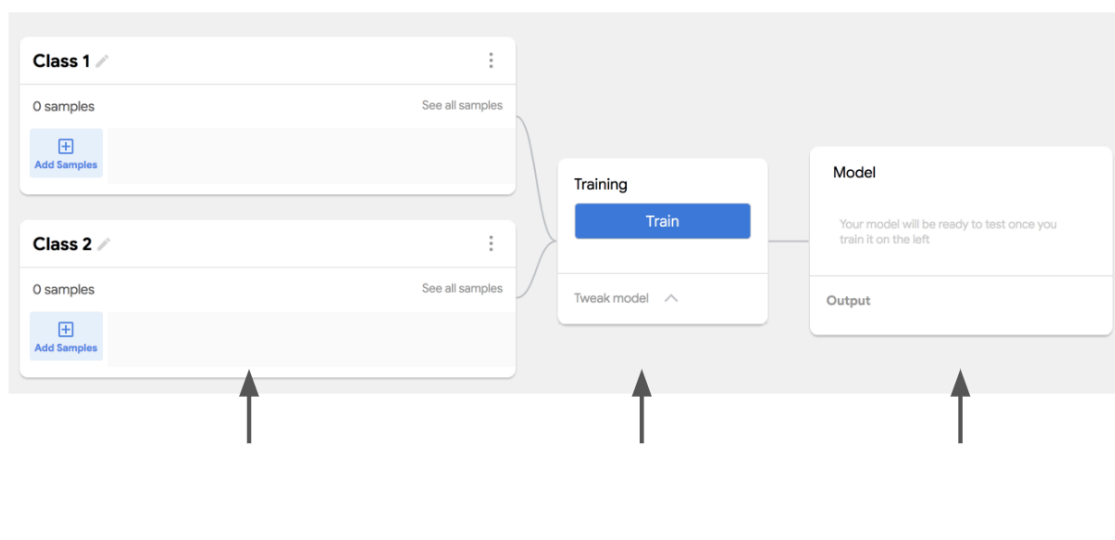 Class 1
0 samples
See all samples
Add Samples
Class 2
0 samples
See all samples
Add Samples
Training
Train
Tweak model
Model
Your model will be ready to test once you
train it on the left
Output